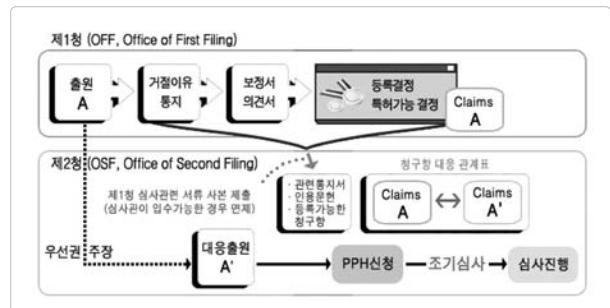 제1청 (OFF, Office of First Filing)
출원
A
거절이유
통지
보정서
의견서
등록결정
특허가능 결정
Claims
A
제2청 (OSF, Office of Second Filing)
제1청 심사관련 서류 사본 제출
(심사관이 입수가능한 경우 면제)
· 관련통지서
· 인용문헌
· 등록가능한
청구항
청구항 대응 관계표
Claims
A
Claims
A'
우선권 주장
대응출원
A'
PPH신청
조기심사
심사진행